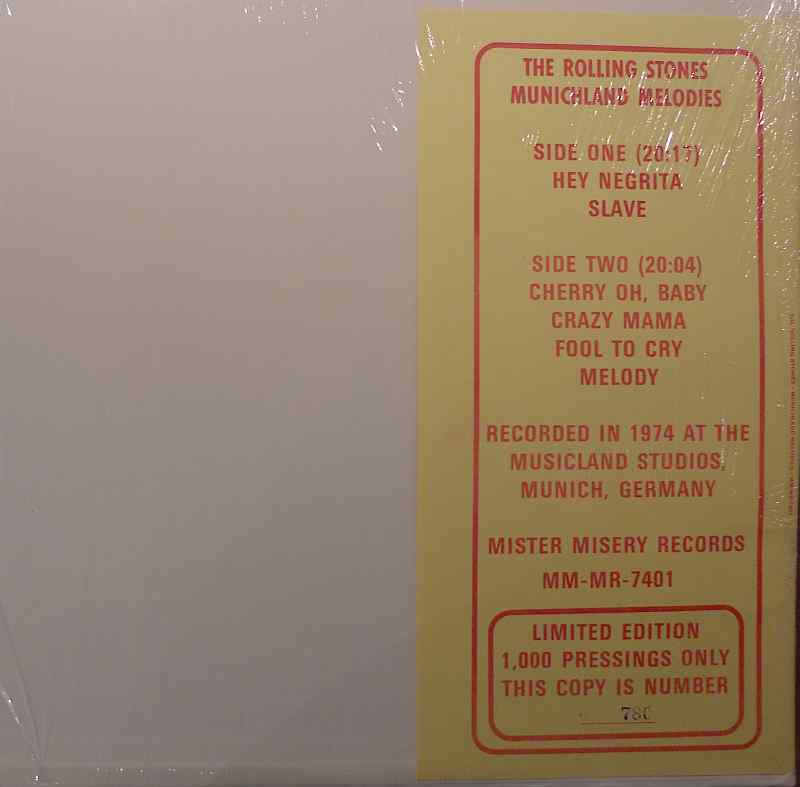 THE ROLLING STONES
MUNICHLAND MELODIES
SIDE ONE (20:17)
HEY NEGRITA
SLAVE
SIDE TWO (20:04)
CHERRY OH, BABY
CRAZY MAMA
FOOL TO CRY
MELODY
RECORDED IN 1974 AT THE
MUSICLAND STUDIOS,
MUNICH, GERMANY
MISTER MISERY RECORDS
MM-MR-7401
LIMITED EDITION
1,000 PRESSINGS ONLY
THIS COPY IS NUMBER